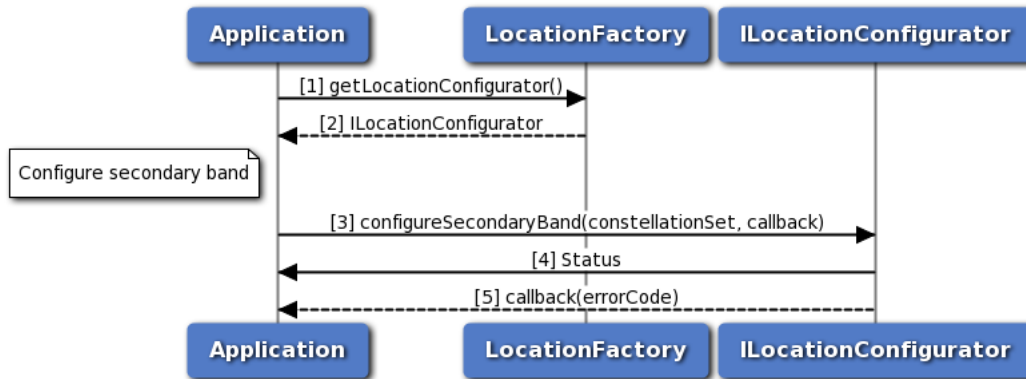 Application
LocationFactory
ILocationConfigurator
[1] getLocationConfigurator()
[2] ILocationConfigurator
Configure secondary band
[3] configureSecondaryBand(constellationSet, callback)
[4] Status
[5] callback(errorCode)
Application
LocationFactory
ILocationConfigurator